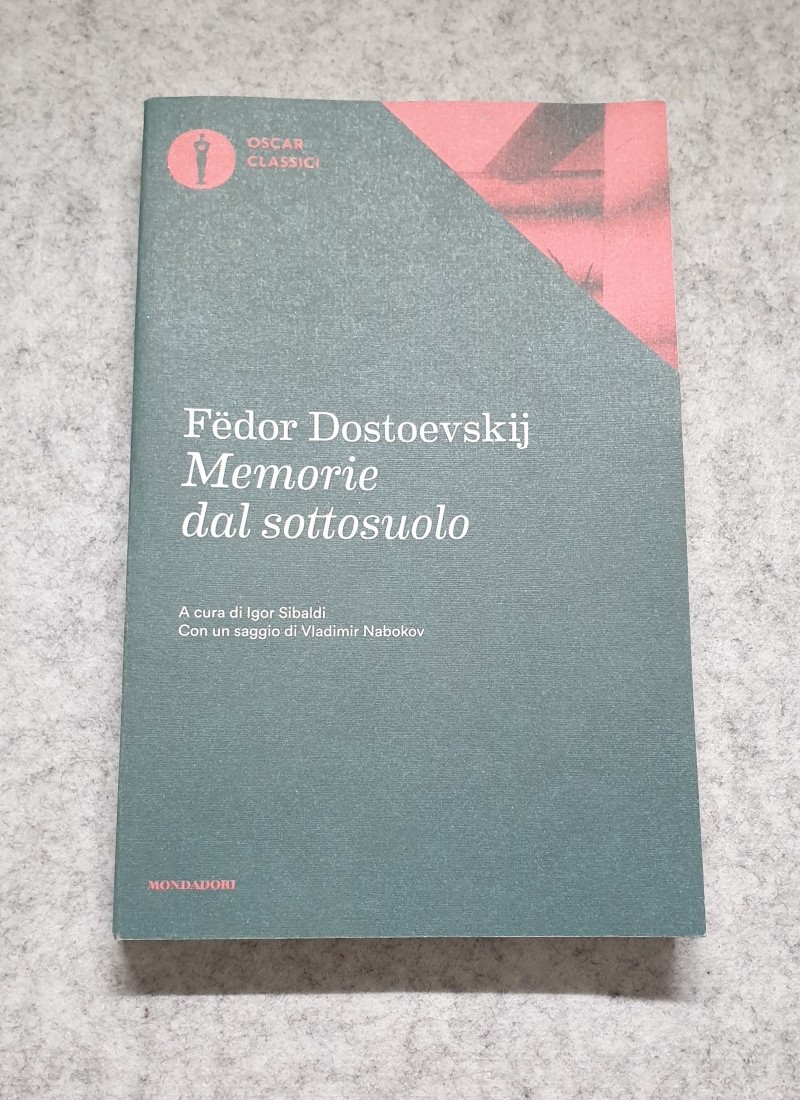 OSCAR
CLASSICI
Fëdor Dostoevskij
Memorie
dal sottosuolo
A cura di Igor Sibaldi
Con un saggio di Vladimir Nabokov
MONDADORI